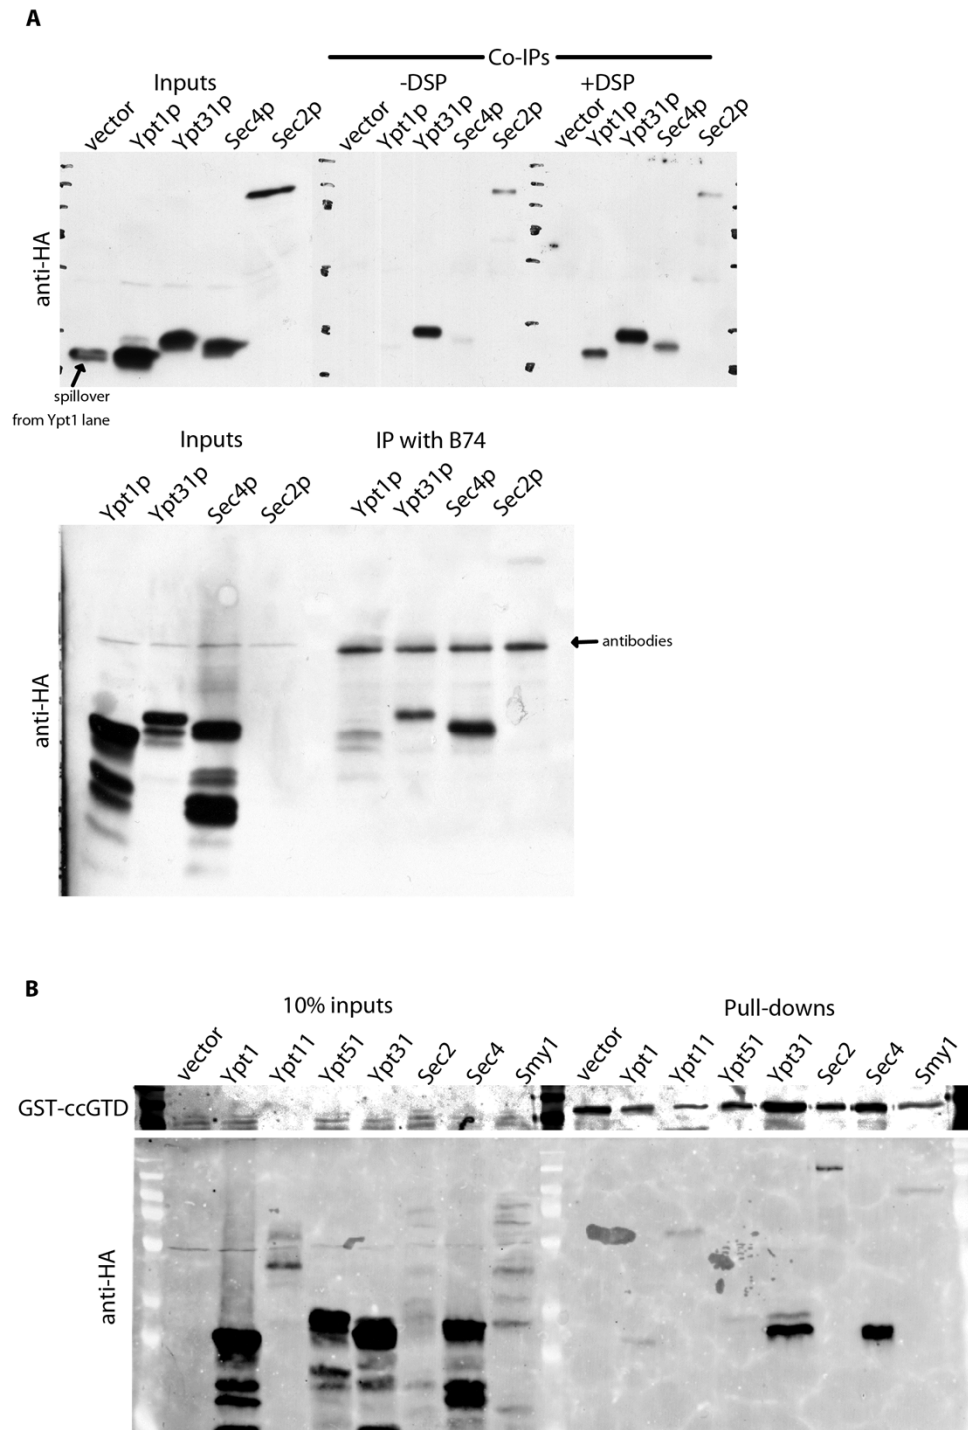 A
Co-IPs
Inputs
-DSP
+DSP
vector Ypt1p Ypt31p Sec4p Sec2p vector Ypt1p Ypt31p Sec4p Sec2p vector Ypt1p Ypt31p Sec4p Sec2p
anti-HA
spillover
from Ypt1 lane
Inputs
IP with B74
Ypt1p Ypt31p Sec4p Sec2p Ypt1p Ypt31p Sec4p Sec2p
antibodies
anti-HA
B
10% inputs
Pull-downs
vector Ypt1 Ypt11 Ypt51 Ypt31 Sec2 Sec4 Smy1 vector Ypt1 Ypt11 Ypt51 Ypt31 Sec2 Sec4 Smy1
GST-ccGTD
anti-HA